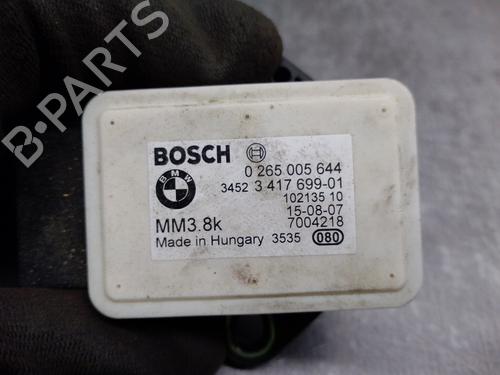 BOSCH 0 265 005 644
BMW 3452 3 417 699-01
102135 10
15-08-07
MM3.8k 7004218
Made in Hungary 3535 080
B-PARTS